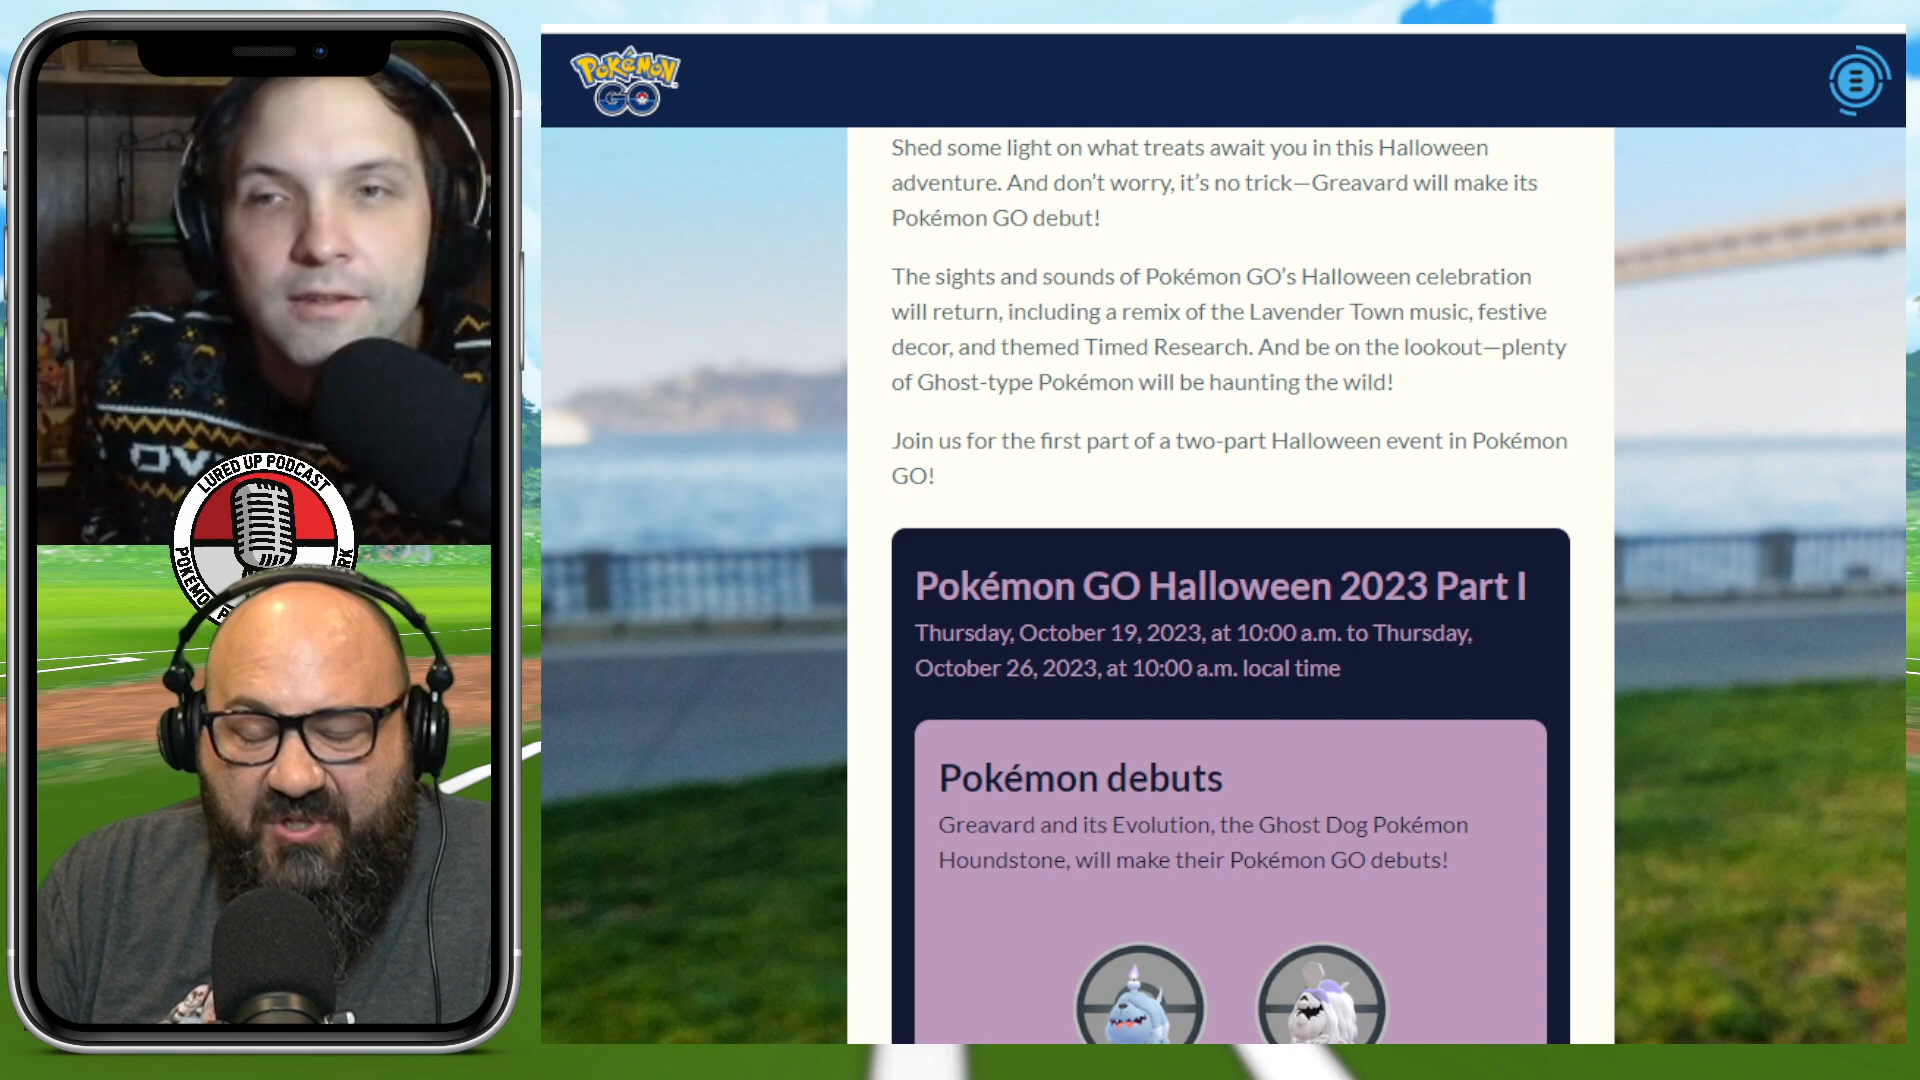 POKÉMON
GO
Shed some light on what treats await you in this Halloween
adventure. And don’t worry, it’s no trick—Greavard will make its
Pokémon GO debut!
The sights and sounds of Pokémon GO’s Halloween celebration
will return, including a remix of the Lavender Town music, festive
decor, and themed Timed Research. And be on the lookout—plenty
of Ghost-type Pokémon will be haunting the wild!
Join us for the first part of a two-part Halloween event in Pokémon
GO!
Pokémon GO Halloween 2023 Part I
Thursday, October 19, 2023, at 10:00 a.m. to Thursday,
October 26, 2023, at 10:00 a.m. local time
Pokémon debuts
Greavard and its Evolution, the Ghost Dog Pokémon
Houndstone, will make their Pokémon GO debuts!
LURED UP PODCAST